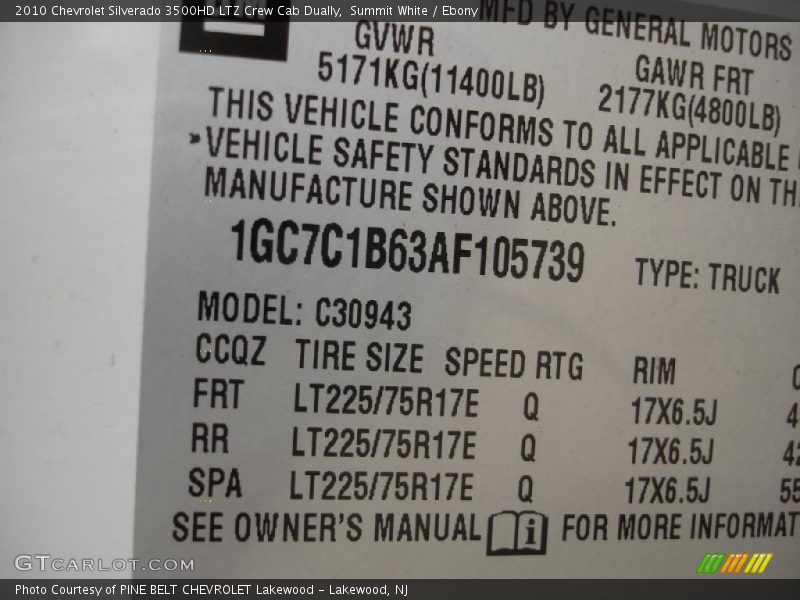 2010 Chevrolet Silverado 3500HD LTZ Crew Cab Dually, Summit White / Ebony
MFD BY GENERAL MOTORS
GVWR
GAWR FRT
5171KG(11400LB)
2177KG(4800LB)
THIS VEHICLE CONFORMS TO ALL APPLICABLE
VEHICLE SAFETY STANDARDS IN EFFECT ON TH
MANUFACTURE SHOWN ABOVE.
1GC7C1B63AF105739
TYPE: TRUCK
MODEL: C30943
CCQZ TIRE SIZE SPEED RTG RIM
FRT LT225/75R17E Q 17X6.5J 4
RR LT225/75R17E Q 17X6.5J 42
SPA LT225/75R17E Q 17X6.5J 55
SEE OWNER'S MANUAL i FOR MORE INFORMAT
GTCARLOT.COM
Photo Courtesy of PINE BELT CHEVROLET Lakewood - Lakewood, NJ